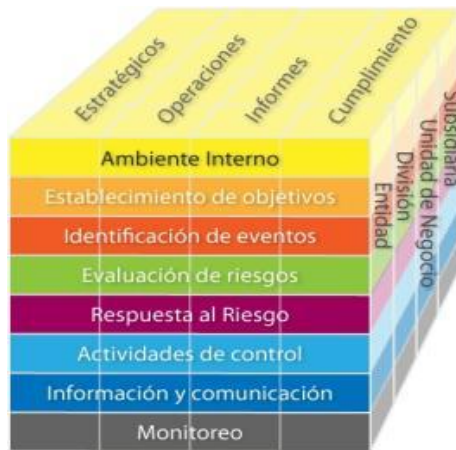 Estratégicos
Operaciones
Informes
Cumplimiento
Ambiente Interno
Establecimiento de objetivos
Identificación de eventos
Evaluación de riesgos
Respuesta al Riesgo
Actividades de control
Información y comunicación
Monitoreo
Entidad
División
Unidad de Negocio
Subsidiaria